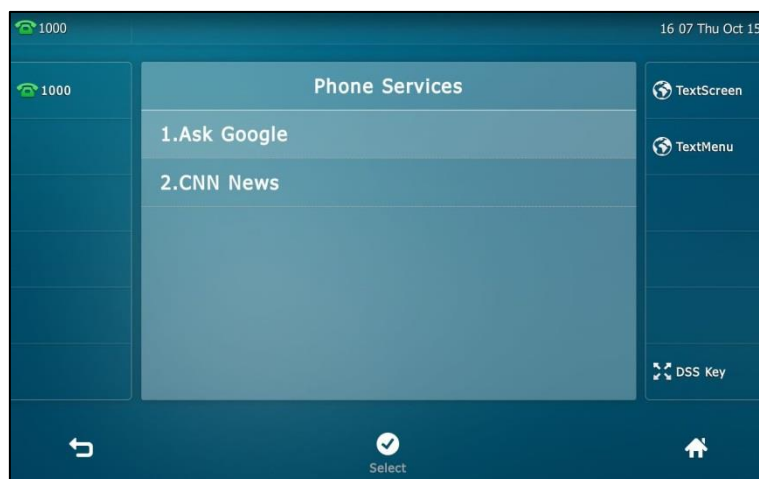 1000
16 07 Thu Oct 15
1000
Phone Services
TextScreen
1.Ask Google
TextMenu
2.CNN News
DSS Key
Select